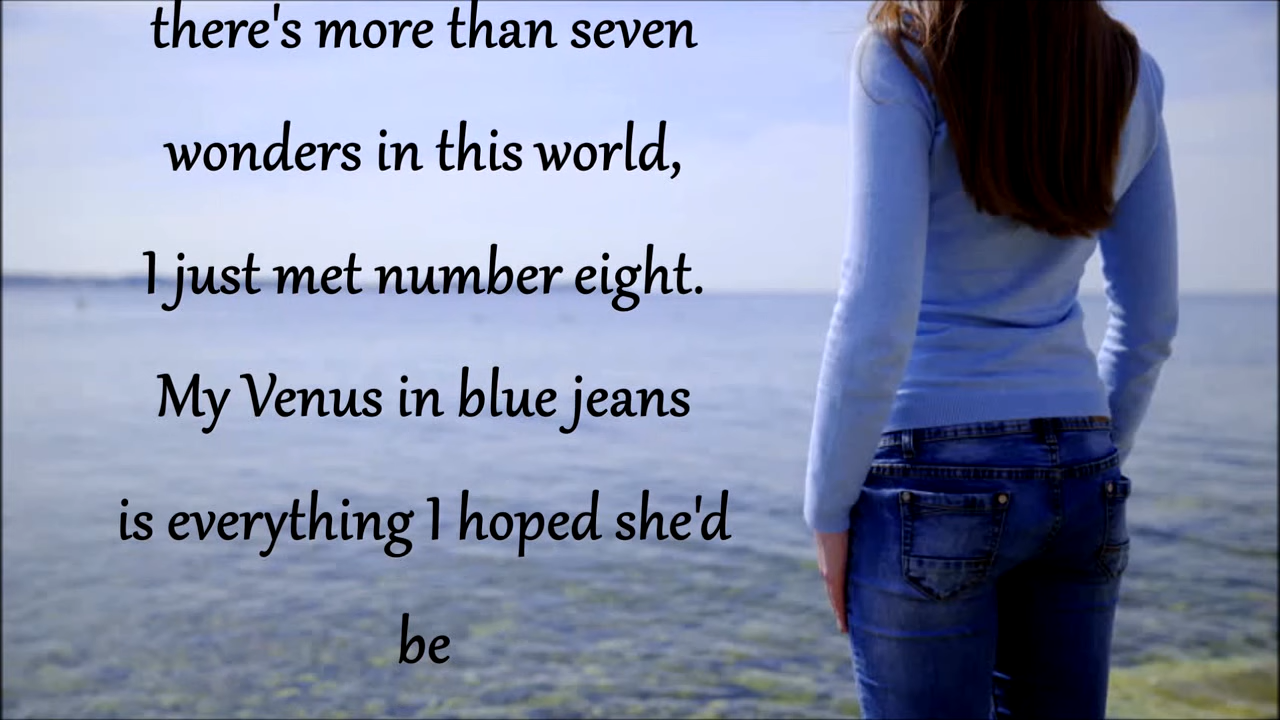 there's more than seven
wonders in this world,
I just met number eight.
My Venus in blue jeans
is everything I hoped she'd
be